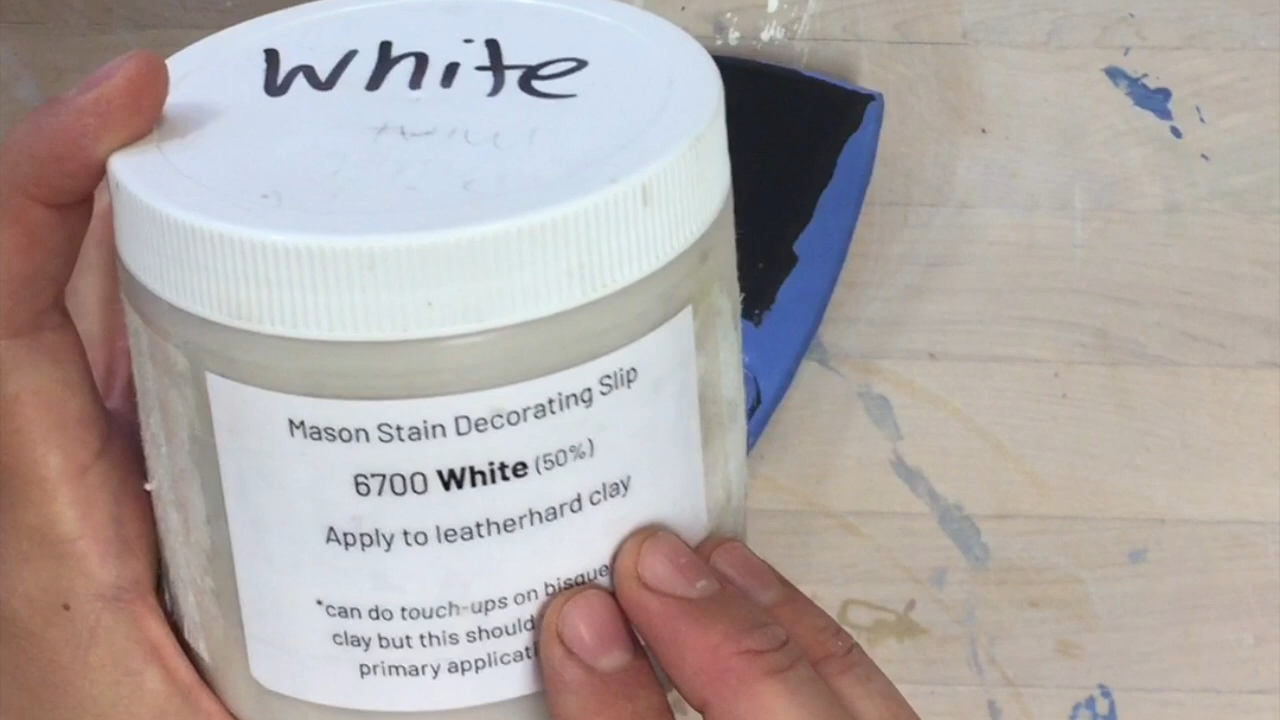 White
Mason Stain Decorating Slip
6700 White (50%)
Apply to leatherhard clay
*can do touch-ups on bisque
clay but this should
primary